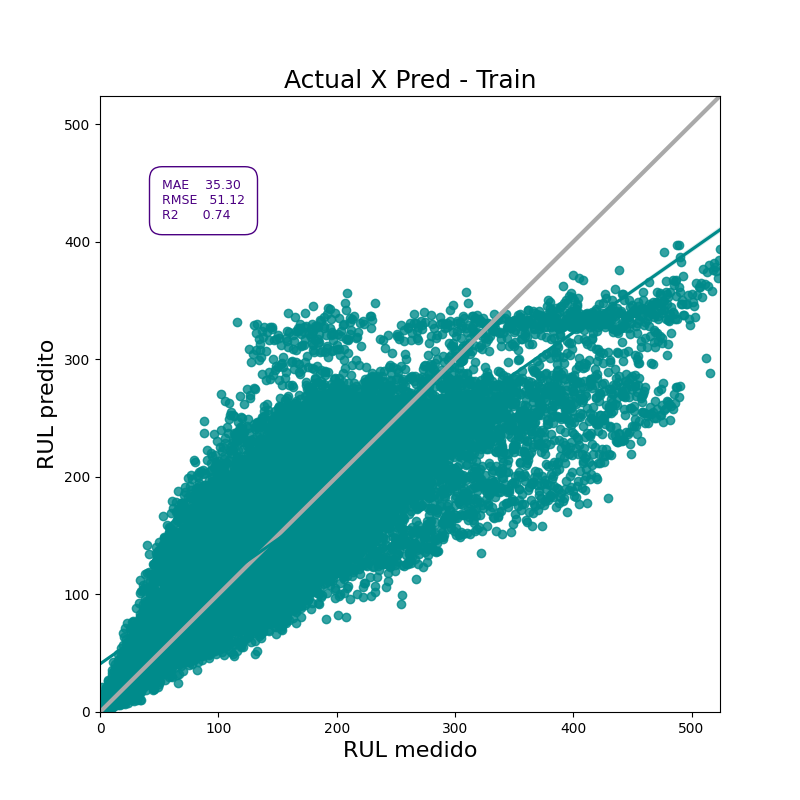 Actual X Pred - Train
500
400
300
200
100
0
MAE 35.30
RMSE 51.12
R2 0.74
RUL predito
0 100 200 300 400 500
RUL medido